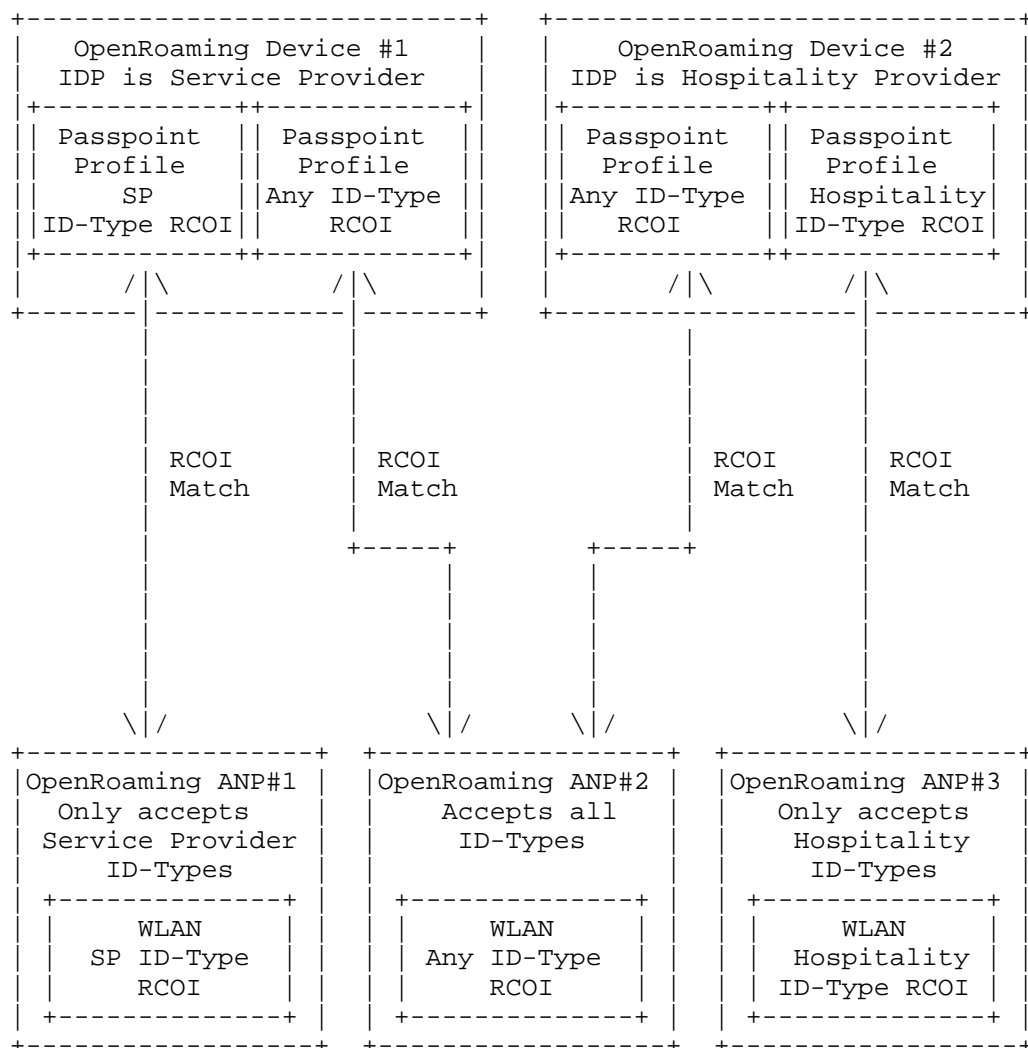 OpenRoaming Device #1
IDP is Service Provider
Passpoint Profile SP ID-Type RCOI
Passpoint Profile Any ID-Type RCOI
OpenRoaming Device #2
IDP is Hospitality Provider
Passpoint Profile Any ID-Type RCOI
Passpoint Profile Hospitality ID-Type RCOI
RCOI Match
RCOI Match
RCOI Match
RCOI Match
OpenRoaming ANP#1
Only accepts
Service Provider
ID-Types
WLAN
SP ID-Type
RCOI
OpenRoaming ANP#2
Accepts all
ID-Types
WLAN
Any ID-Type
RCOI
OpenRoaming ANP#3
Only accepts
Hospitality
ID-Types
WLAN
Hospitality
ID-Type RCOI